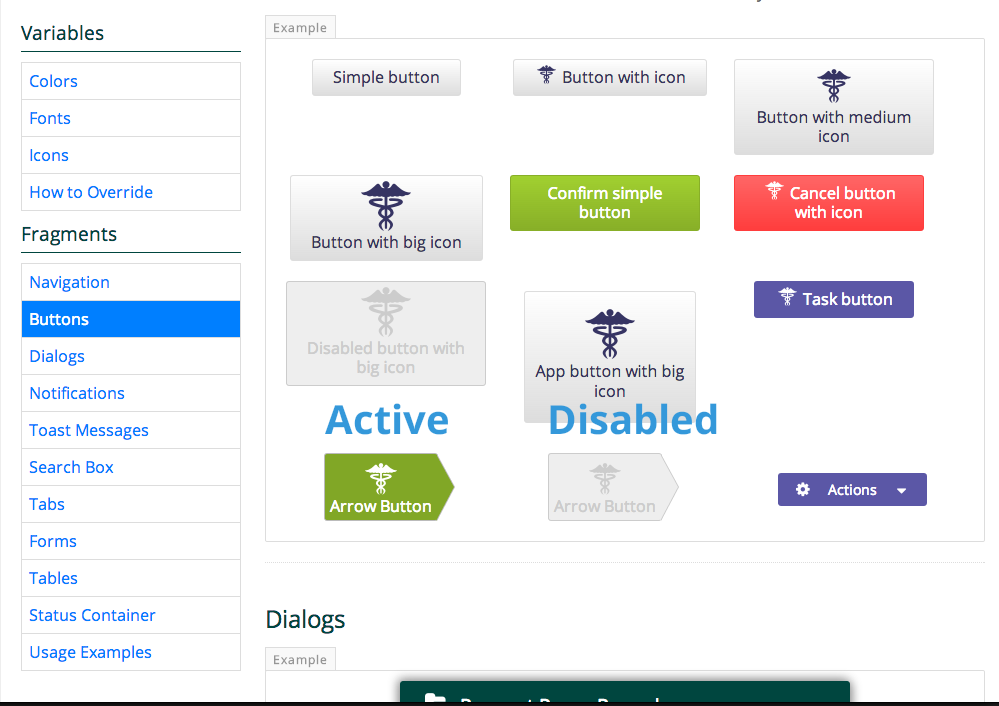 Variables
Colors
Fonts
Icons
How to Override
Fragments
Navigation
Buttons
Dialogs
Notifications
Toast Messages
Search Box
Tabs
Forms
Tables
Status Container
Usage Examples
Example
Simple button
Button with icon
Button with medium
icon
Button with big icon
Confirm simple
button
Cancel button
with icon
Disabled button with
big icon
App button with big
icon
Task button
Active
Disabled
Arrow Button
Arrow Button
Actions
Dialogs
Example